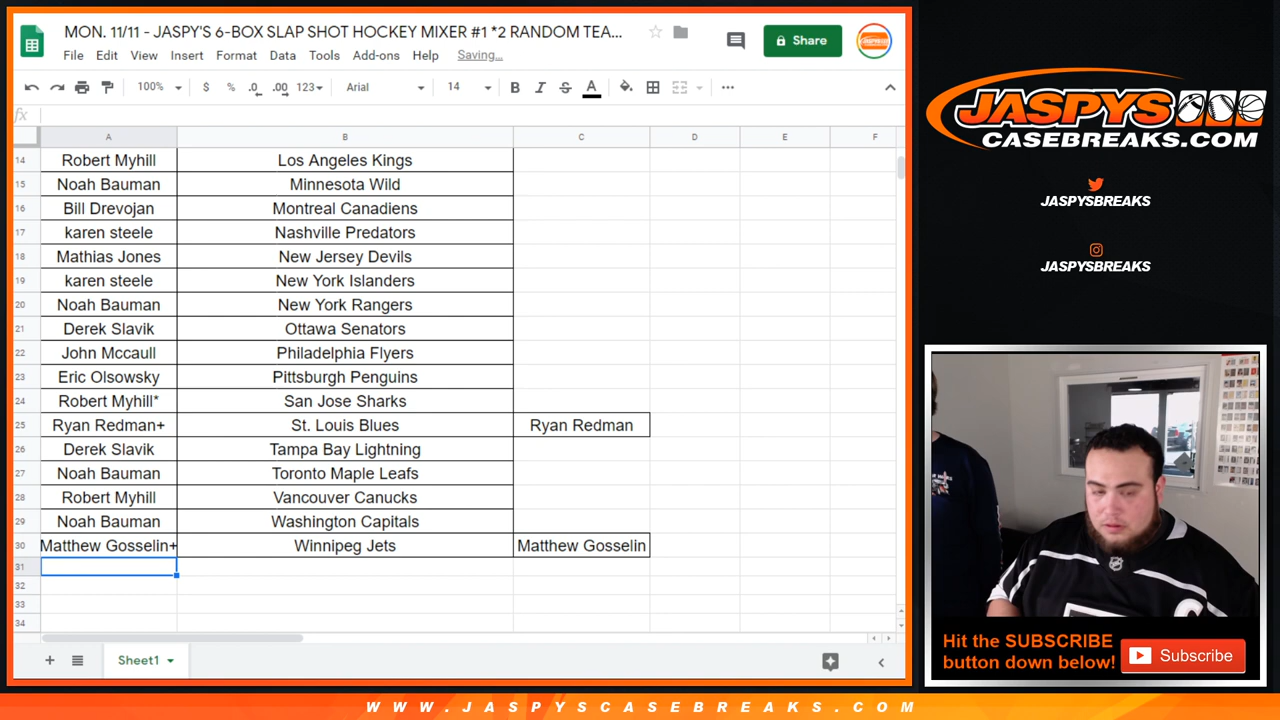 MON. 11/11 - JASPY'S 6-BOX SLAP SHOT HOCKEY MIXER #1 *2 RANDOM TEA...
Share
File Edit View Insert Format Data Tools Add-ons Help Saving...
100% $ % .0 .00 123 Arial 14 B I S A
fx
A B C D E F
14 Robert Myhill Los Angeles Kings
15 Noah Bauman Minnesota Wild
16 Bill Drevojan Montreal Canadiens
17 karen steele Nashville Predators
18 Mathias Jones New Jersey Devils
19 karen steele New York Islanders
20 Noah Bauman New York Rangers
21 Derek Slavik Ottawa Senators
22 John Mccaull Philadelphia Flyers
23 Eric Olsowsky Pittsburgh Penguins
24 Robert Myhill* San Jose Sharks
25 Ryan Redman+ St. Louis Blues Ryan Redman
26 Derek Slavik Tampa Bay Lightning
27 Noah Bauman Toronto Maple Leafs
28 Robert Myhill Vancouver Canucks
29 Noah Bauman Washington Capitals
30 Matthew Gosselin+ Winnipeg Jets Matthew Gosselin
31
32
33
34
Sheet1
JASPYS
CASEBREAKS.COM
JASPYSBREAKS
JASPYSBREAKS
Hit the SUBSCRIBE
button down below!
Subscribe
WWW.JASPYSCASEBREAKS.COM